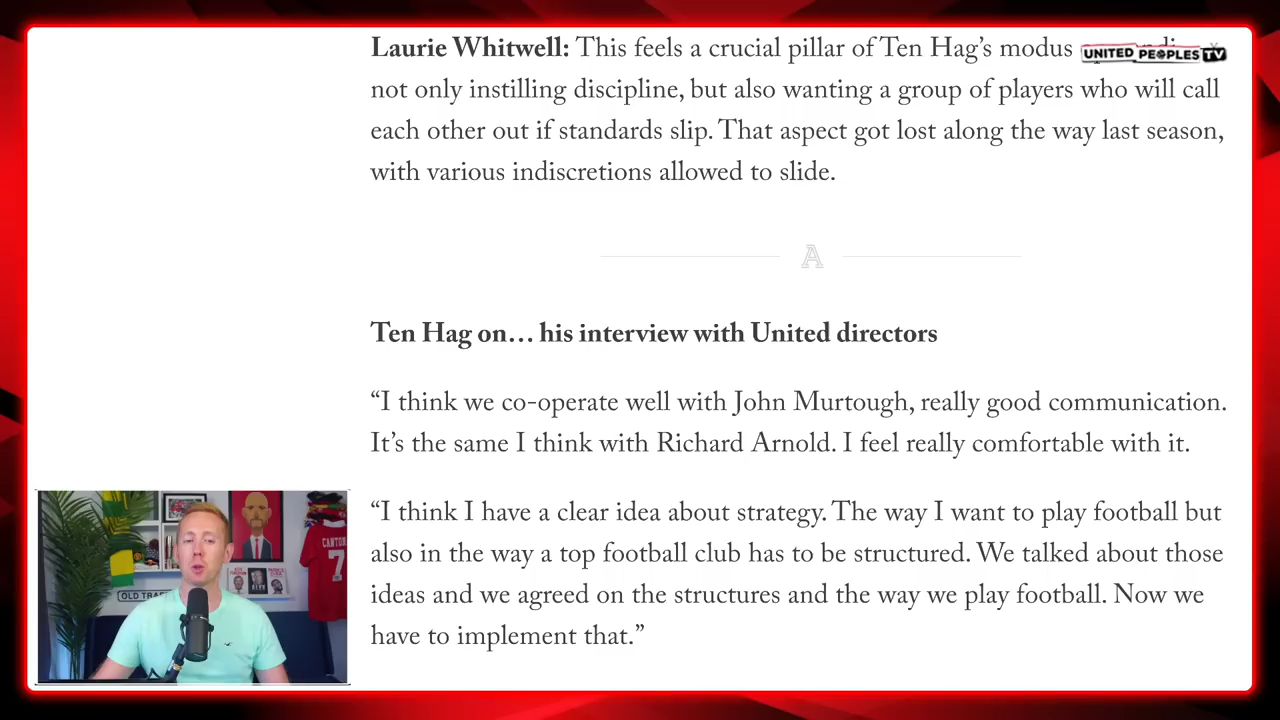 Laurie Whitwell: This feels a crucial pillar of Ten Hag’s modus
UNITED PEOPLES TV
not only instilling discipline, but also wanting a group of players who will call
each other out if standards slip. That aspect got lost along the way last season,
with various indiscretions allowed to slide.
A
Ten Hag on… his interview with United directors
“I think we co-operate well with John Murtough, really good communication.
It’s the same I think with Richard Arnold. I feel really comfortable with it.
“I think I have a clear idea about strategy. The way I want to play football but
also in the way a top football club has to be structured. We talked about those
ideas and we agreed on the structures and the way we play football. Now we
have to implement that.”
CANTONA
7